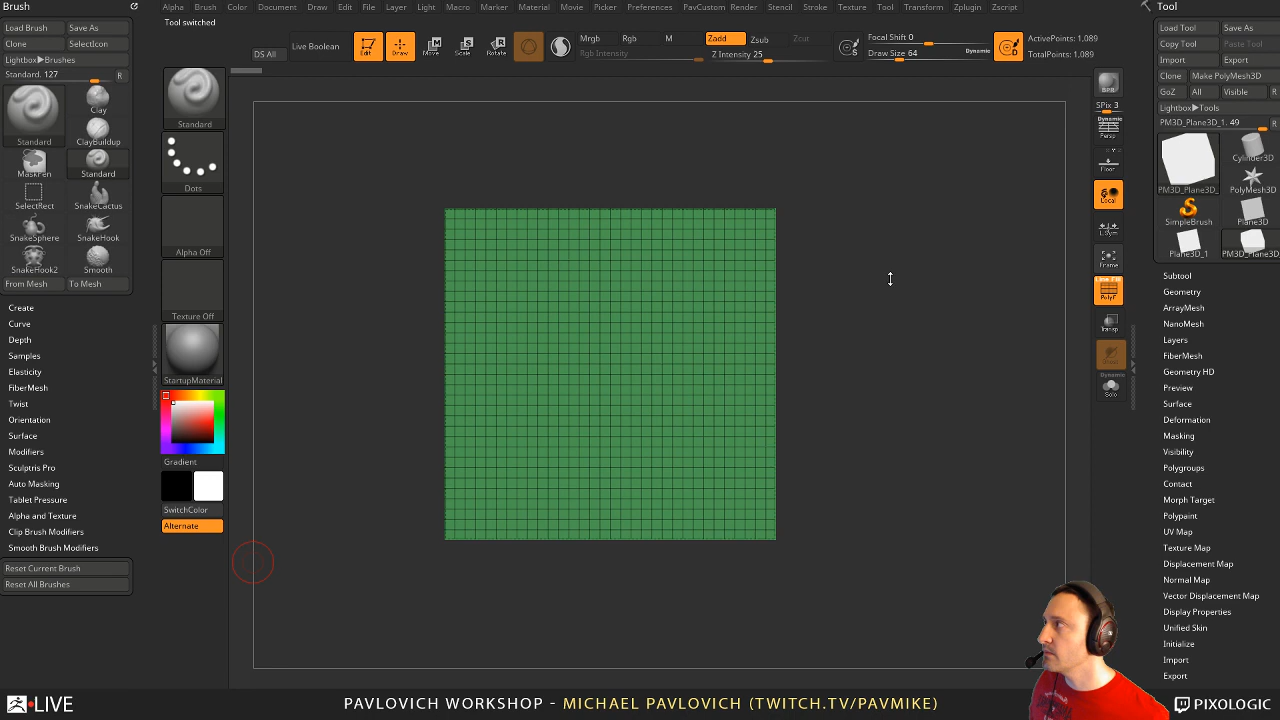 Brush
Alpha Brush Color Document Draw Edit File Layer Light Macro Marker Material Movie Picker Preferences PavCustom Render Stencil Stroke Texture Tool Transform Zplugin Zscript
Tool
Tool switched
Load Brush Save As
Clone SelectIcon
Lightbox▶Brushes
Standard. 127 R
Standard
Clay
ClayBuildup
MaskPen Standard
SelectRect SnakeCactus
SnakeSphere SnakeHook
SnakeHook2 Smooth
From Mesh To Mesh
Create
Curve
Depth
Samples
Elasticity
FiberMesh
Twist
Orientation
Surface
Modifiers
Sculptris Pro
Auto Masking
Tablet Pressure
Alpha and Texture
Clip Brush Modifiers
Smooth Brush Modifiers
Reset Current Brush
Reset All Brushes
DS All
Live Boolean
Edit
Draw
Move
Scale
Rotate
Mrgb Rgb M
Rgb Intensity
Zadd Zsub Zcut
Z Intensity 25
S
Focal Shift 0
Draw Size 64
Dynamic
D
ActivePoints: 1,089
TotalPoints: 1,089
Standard
Dots
Alpha Off
Texture Off
StartupMaterial
Gradient
SwitchColor
Alternate
BPR
SPix 3
Dynamic
Persp
Floor
Local
L.Sym
Frame
PolyF
Transp
Dynamic
Solo
Load Tool Save As
Copy Tool Paste Tool
Import Export
Clone Make PolyMesh3D
GoZ All Visible R
Lightbox▶Tools
PM3D_Plane3D_1. 49 R
PM3D_Plane3D_
Cylinder3D
PolyMesh3D
SimpleBrush Plane3D
Plane3D_1 PM3D_Plane3D_
Subtool
Geometry
ArrayMesh
NanoMesh
Layers
FiberMesh
Geometry HD
Preview
Surface
Deformation
Masking
Visibility
Polygroups
Contact
Morph Target
Polypaint
UV Map
Texture Map
Displacement Map
Normal Map
Vector Displacement Map
Display Properties
Unified Skin
Initialize
Import
Export
LIVE
PAVLOVICH WORKSHOP - MICHAEL PAVLOVICH (TWITCH.TV/PAVMIKE)
PIXOLOGIC